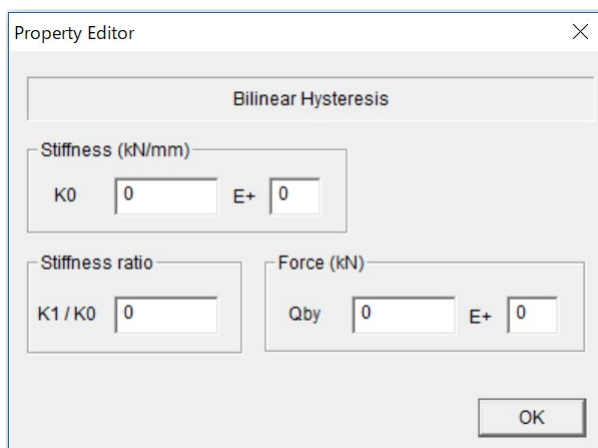 Property Editor
Bilinear Hysteresis
Stiffness (kN/mm)
K0 0 E+ 0
Stiffness ratio
K1 / K0 0
Force (kN)
Qby 0 E+ 0
OK